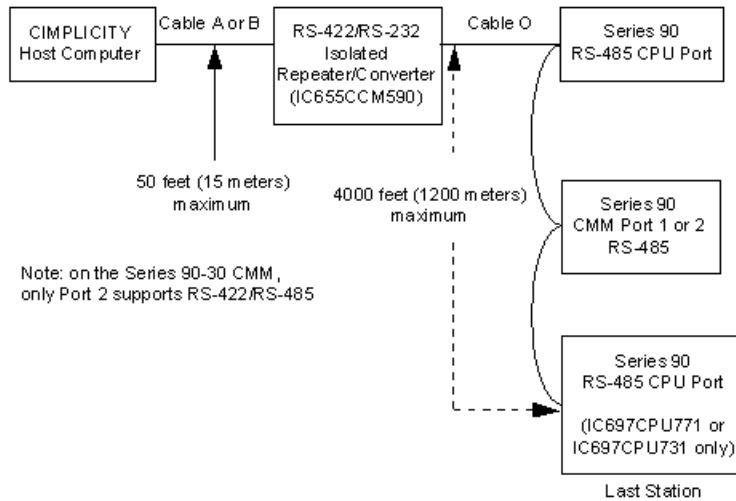 CIMPLICITY
Host Computer
Cable A or B
RS-422/RS-232
Isolated
Repeater/Converter
(IC655CCM590)
Cable O
Series 90
RS-485 CPU Port
50 feet (15 meters)
maximum
4000 feet (1200 meters)
maximum
Series 90
CMM Port 1 or 2
RS-485
Note: on the Series 90-30 CMM,
only Port 2 supports RS-422/RS-485
Series 90
RS-485 CPU Port
(IC697CPU771 or
IC697CPU731 only)
Last Station